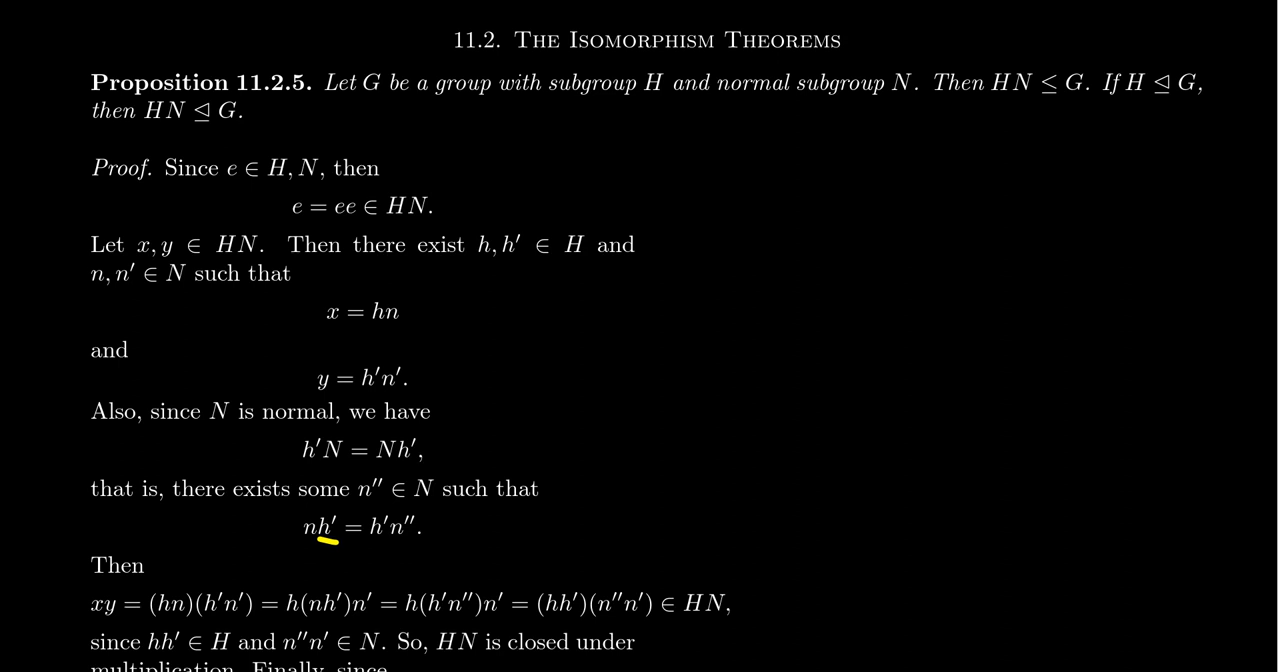 11.2. The Isomorphism Theorems
Proposition 11.2.5. Let G be a group with subgroup H and normal subgroup N. Then HN ≤ G. If H ⊴ G,
then HN ⊴ G.
Proof. Since e ∈ H, N, then
e = ee ∈ HN.
Let x, y ∈ HN. Then there exist h, h′ ∈ H and
n, n′ ∈ N such that
x = hn
and
y = h′n′.
Also, since N is normal, we have
h′N = Nh′,
that is, there exists some n″ ∈ N such that
nh′ = h′n″.
Then
xy = (hn)(h′n′) = h(nh′)n′ = h(h′n″)n′ = (hh′)(n″n′) ∈ HN,
since hh′ ∈ H and n″n′ ∈ N. So, HN is closed under
multiplication. Finally, since